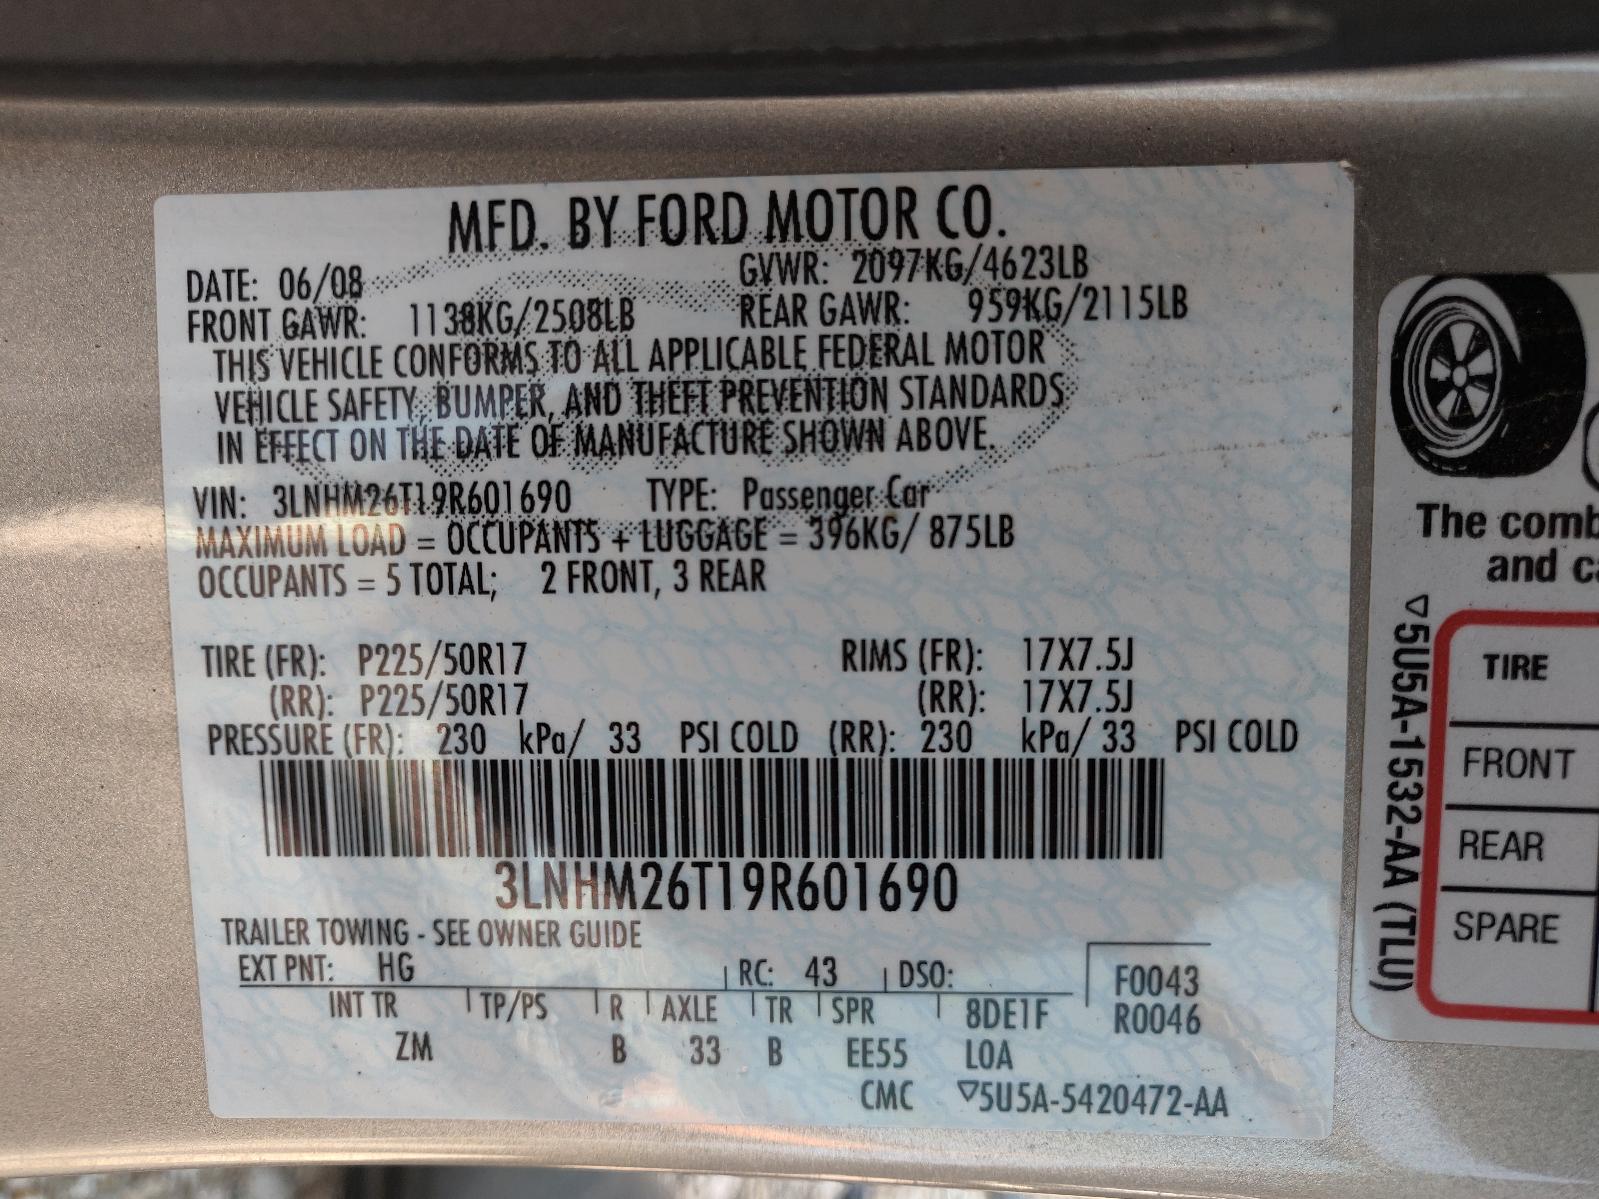 MFD. BY FORD MOTOR CO.
DATE: 06/08 GVWR: 2097KG/4623LB
FRONT GAWR: 1138KG/2508LB REAR GAWR: 959KG/2115LB
THIS VEHICLE CONFORMS TO ALL APPLICABLE FEDERAL MOTOR
VEHICLE SAFETY, BUMPER, AND THEFT PREVENTION STANDARDS
IN EFFECT ON THE DATE OF MANUFACTURE SHOWN ABOVE.
VIN: 3LNHM26T19R601690 TYPE: Passenger Car
MAXIMUM LOAD = OCCUPANTS + LUGGAGE = 396KG/ 875LB
OCCUPANTS = 5 TOTAL; 2 FRONT, 3 REAR
TIRE (FR): P225/50R17 RIMS (FR): 17X7.5J
(RR): P225/50R17 (RR): 17X7.5J
PRESSURE (FR): 230 kPa/ 33 PSI COLD (RR): 230 kPa/ 33 PSI COLD
3LNHM26T19R601690
TRAILER TOWING - SEE OWNER GUIDE
EXT PNT: HG RC: 43 DSO: F0043
INT TR TP/PS R AXLE TR SPR 8DE1F R0046
ZM B 33 B EE55 LOA
CMC ▽5U5A-5420472-AA
The comb
and ca
▽5U5A-1532-AA (TLU)
TIRE
FRONT
REAR
SPARE